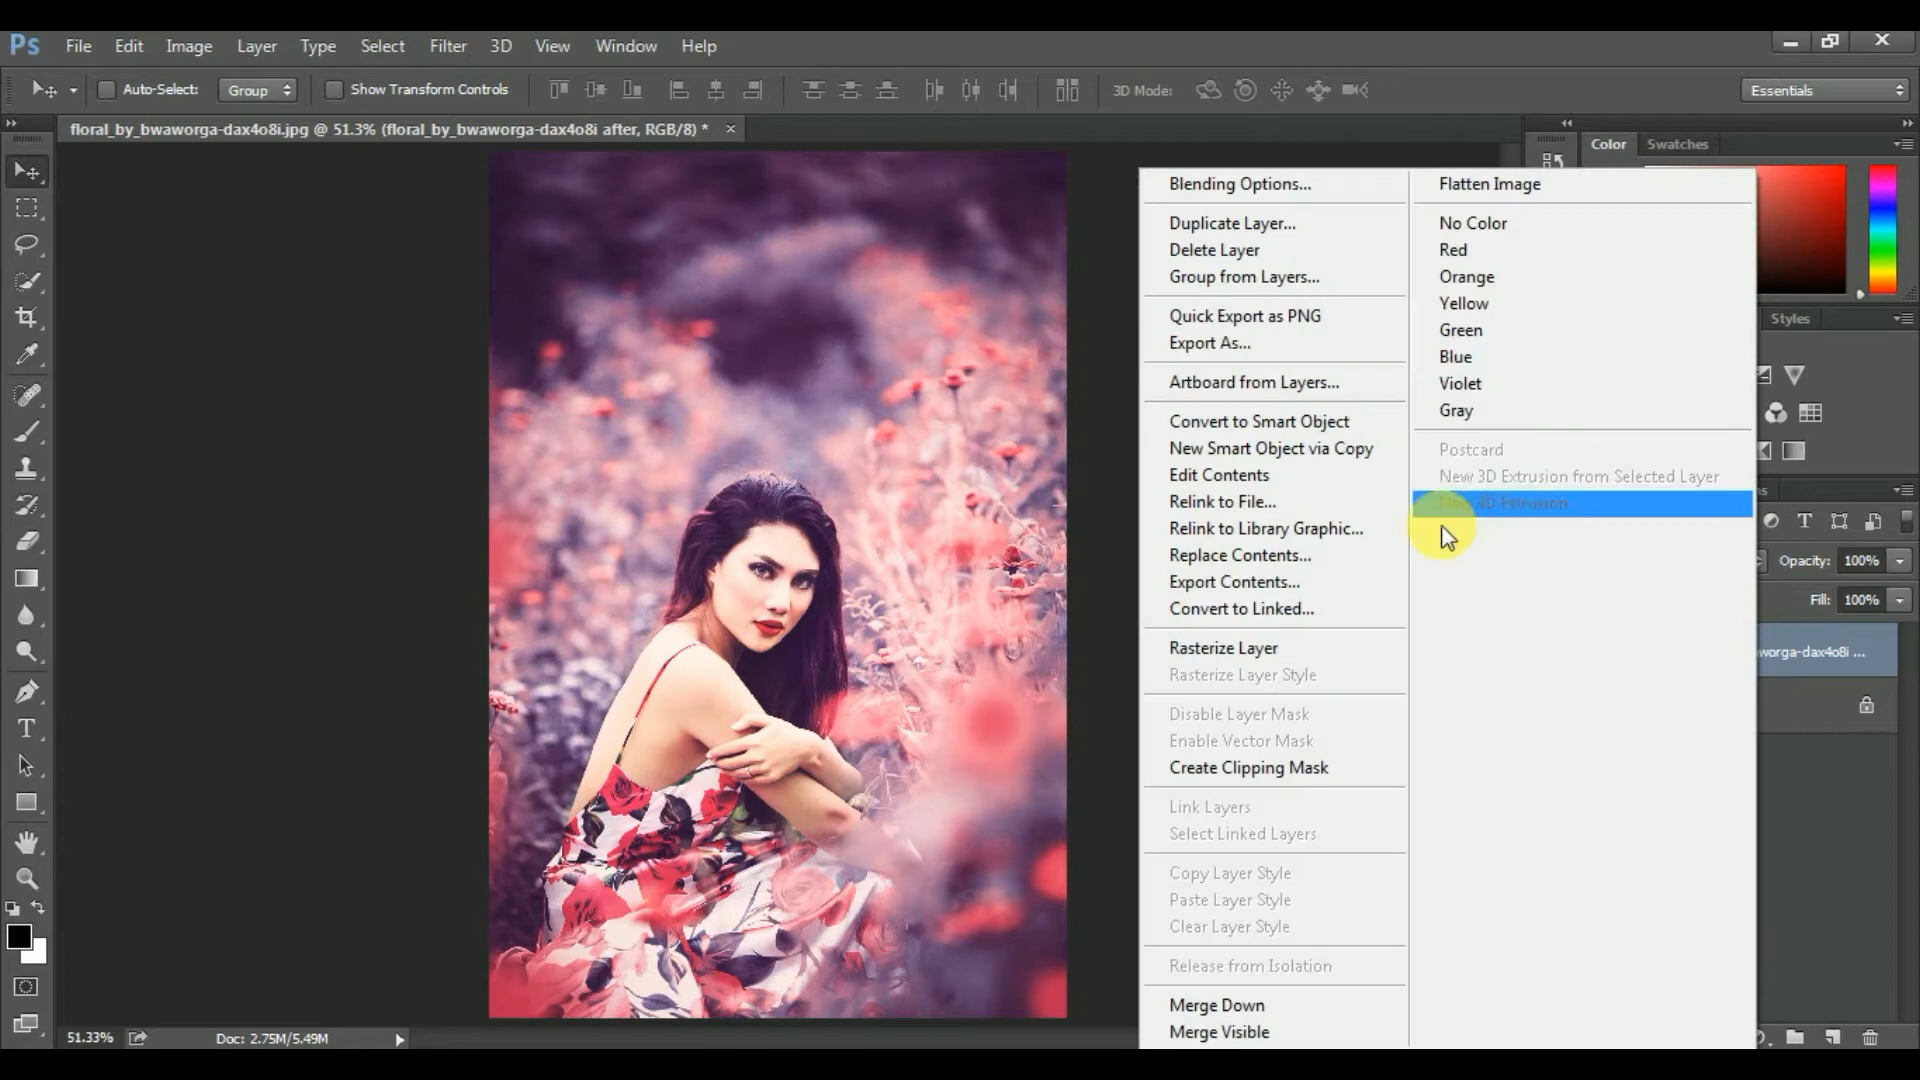 Ps File Edit Image Layer Type Select Filter 3D View Window Help
Auto-Select: Group Show Transform Controls 3D Mode: Essentials
floral_by_bwaworga-dax4o8i.jpg @ 51.3% (floral_by_bwaworga-dax4o8i after, RGB/8) *
Color Swatches
Blending Options...
Duplicate Layer...
Delete Layer
Group from Layers...
Quick Export as PNG
Export As...
Artboard from Layers...
Convert to Smart Object
New Smart Object via Copy
Edit Contents
Relink to File...
Relink to Library Graphic...
Replace Contents...
Export Contents...
Convert to Linked...
Rasterize Layer
Rasterize Layer Style
Disable Layer Mask
Enable Vector Mask
Create Clipping Mask
Link Layers
Select Linked Layers
Copy Layer Style
Paste Layer Style
Clear Layer Style
Release from Isolation
Merge Down
Merge Visible
Flatten Image
No Color
Red
Orange
Yellow
Green
Blue
Violet
Gray
Postcard
New 3D Extrusion from Selected Layer
3D Extrusion
Styles
Opacity: 100%
Fill: 100%
worga-dax4o8i ...
51.33% Doc: 2.75M/5.49M